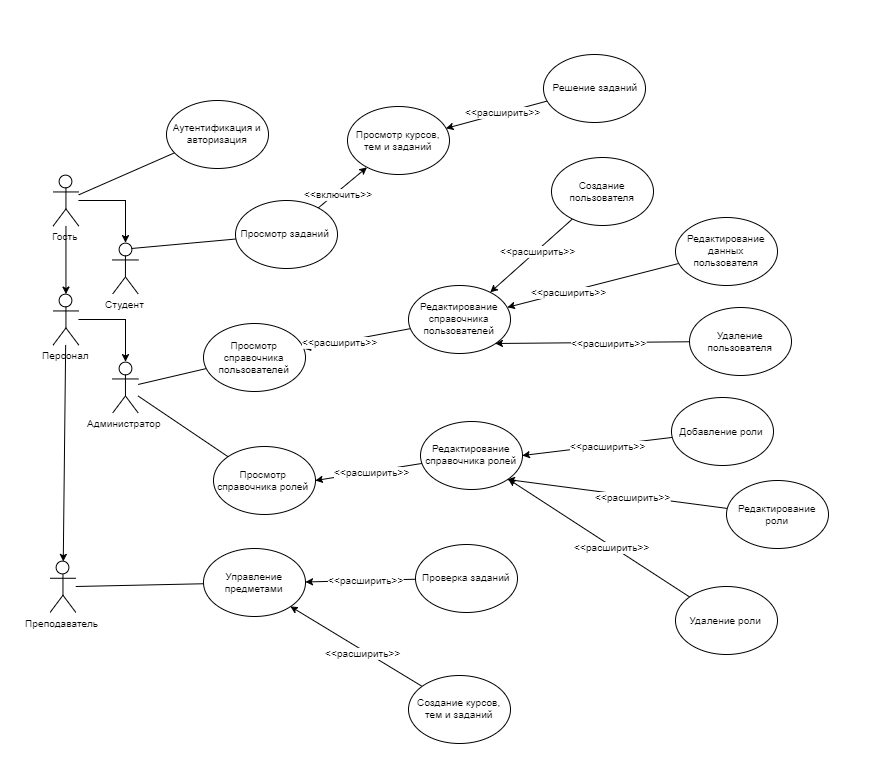 Решение заданий
<<расширить>>
Аутентификация и
авторизация
Просмотр курсов,
тем и заданий
<<включить>>
Создание
пользователя
Гость
Просмотр заданий
Редактирование
данных
пользователя
<<расширить>>
<<расширить>>
Студент
Редактирование
справочника
пользователей
Удаление
пользователя
<<расширить>>
<<расширить>>
Просмотр
справочника
пользователей
Персонал
Администратор
Добавление роли
<<расширить>>
Редактирование
справочника ролей
<<расширить>>
Просмотр
справочника ролей
<<расширить>>
Редактирование
роли
<<расширить>>
Управление
предметами
<<расширить>>
Проверка заданий
Преподаватель
Удаление роли
<<расширить>>
Создание курсов,
тем и заданий